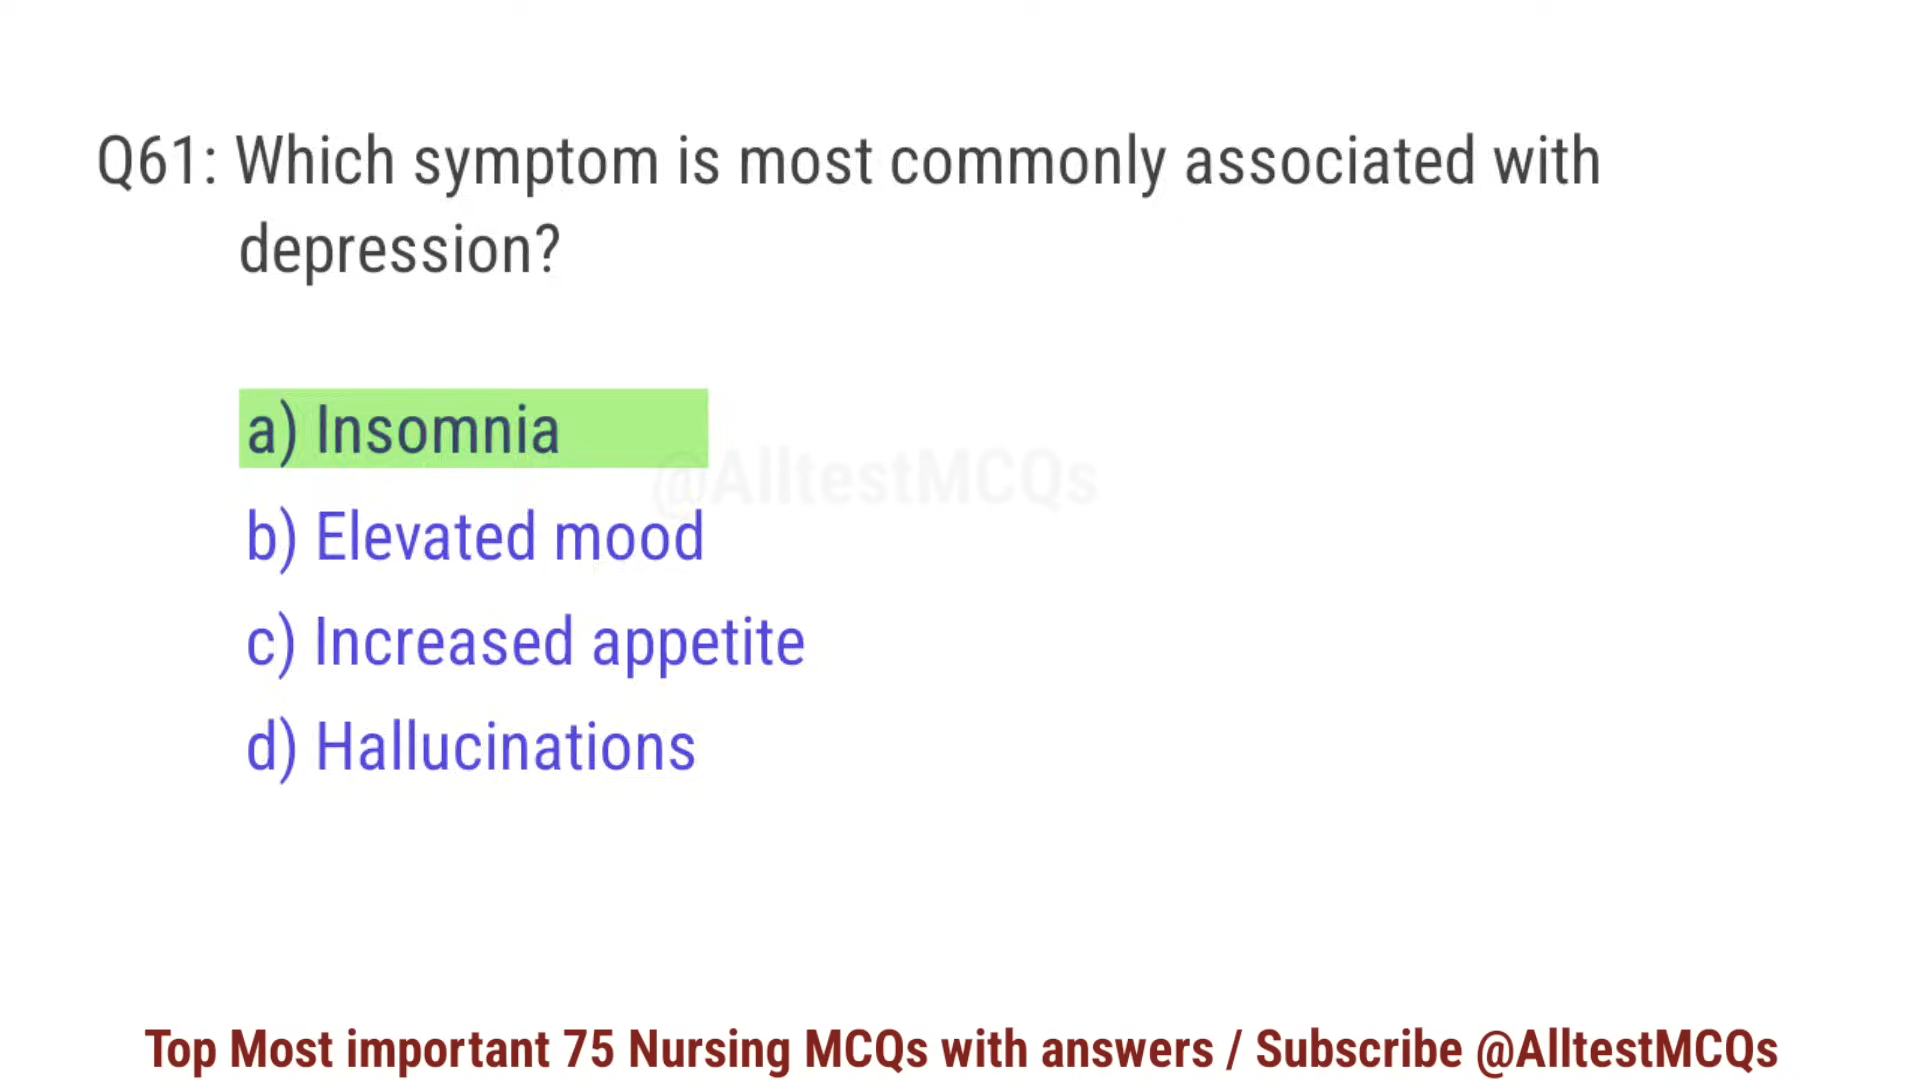 Q61: Which symptom is most commonly associated with
depression?
a) Insomnia
@AlltestMCQs
b) Elevated mood
c) Increased appetite
d) Hallucinations
Top Most important 75 Nursing MCQs with answers / Subscribe @AlltestMCQs